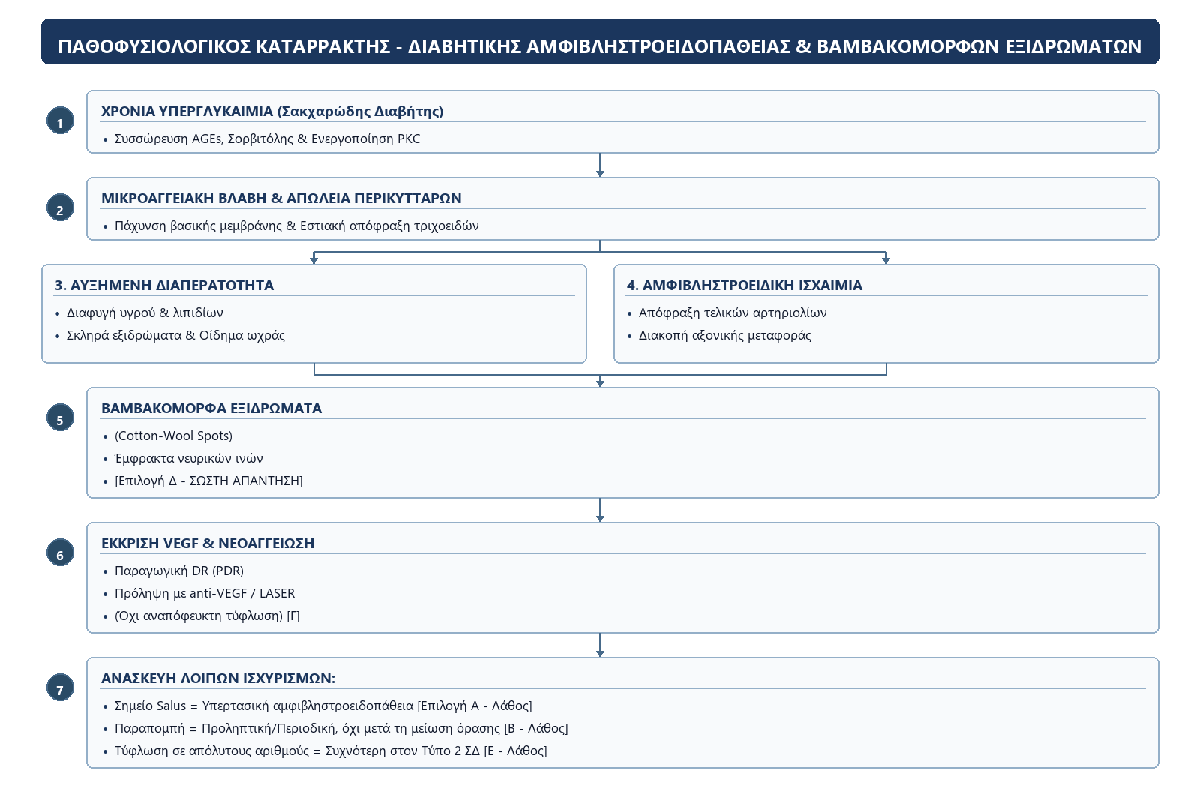 ΠΑΘΟΦΥΣΙΟΛΟΓΙΚΟΣ ΚΑΤΑΡΡΑΚΤΗΣ - ΔΙΑΒΗΤΙΚΗΣ ΑΜΦΙΒΛΗΣΤΡΟΕΙΔΟΠΑΘΕΙΑΣ & ΒΑΜΒΑΚΟΜΟΡΦΩΝ ΕΞΙΔΡΩΜΑΤΩΝ
1
ΧΡΟΝΙΑ ΥΠΕΡΓΛΥΚΑΙΜΙΑ (Σακχαρώδης Διαβήτης)
• Συσσώρευση AGEs, Σορβιτόλης & Ενεργοποίηση PKC
2
ΜΙΚΡΟΑΓΓΕΙΑΚΗ ΒΛΑΒΗ & ΑΠΩΛΕΙΑ ΠΕΡΙΚΥΤΤΑΡΩΝ
• Πάχυνση βασικής μεμβράνης & Εστιακή απόφραξη τριχοειδών
3. ΑΥΞΗΜΕΝΗ ΔΙΑΠΕΡΑΤΟΤΗΤΑ
• Διαφυγή υγρού & λιπιδίων
• Σκληρά εξιδρώματα & Οίδημα ωχράς
4. ΑΜΦΙΒΛΗΣΤΡΟΕΙΔΙΚΗ ΙΣΧΑΙΜΙΑ
• Απόφραξη τελικών αρτηριολίων
• Διακοπή αξονικής μεταφοράς
5
ΒΑΜΒΑΚΟΜΟΡΦΑ ΕΞΙΔΡΩΜΑΤΑ
• (Cotton-Wool Spots)
• Έμφρακτα νευρικών ινών
• [Επιλογή Δ - ΣΩΣΤΗ ΑΠΑΝΤΗΣΗ]
6
ΕΚΚΡΙΣΗ VEGF & ΝΕΟΑΓΓΕΙΩΣΗ
• Παραγωγική DR (PDR)
• Πρόληψη με anti-VEGF / LASER
• (Όχι αναπόφευκτη τύφλωση) [Γ]
7
ΑΝΑΣΚΕΥΗ ΛΟΙΠΩΝ ΙΣΧΥΡΙΣΜΩΝ:
• Σημείο Salus = Υπερτασική αμφιβληστροειδοπάθεια [Επιλογή Α - Λάθος]
• Παραπομπή = Προληπτική/Περιοδική, όχι μετά τη μείωση όρασης [Β - Λάθος]
• Τύφλωση σε απόλυτους αριθμούς = Συχνότερη στον Τύπο 2 ΣΔ [Ε - Λάθος]